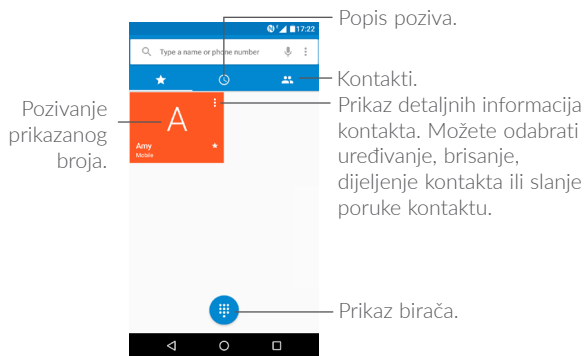 Popis poziva.
17:22
Type a name or phone number
Kontakti.
Pozivanje
prikazanog
broja.
A
Amy
Mobile
Prikaz detaljnih informacija
kontakta. Možete odabrati
uređivanje, brisanje,
dijeljenje kontakta ili slanje
poruke kontaktu.
Prikaz birača.